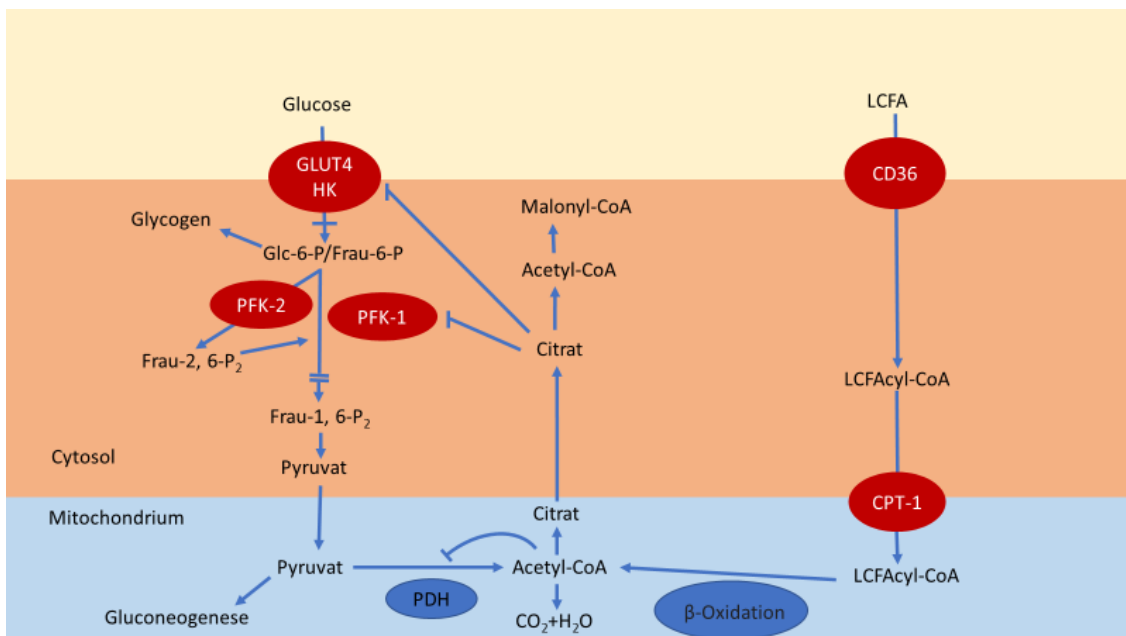 Glucose
LCFA
GLUT4
HK
CD36
Glycogen
Malonyl-CoA
Glc-6-P/Frau-6-P
Acetyl-CoA
PFK-2
PFK-1
Frau-2, 6-P₂
Citrat
LCFAcyl-CoA
Frau-1, 6-P₂
Cytosol
Pyruvat
CPT-1
Mitochondrium
Citrat
Pyruvat
Acetyl-CoA
LCFAcyl-CoA
PDH
β-Oxidation
Gluconeogenese
CO₂+H₂O